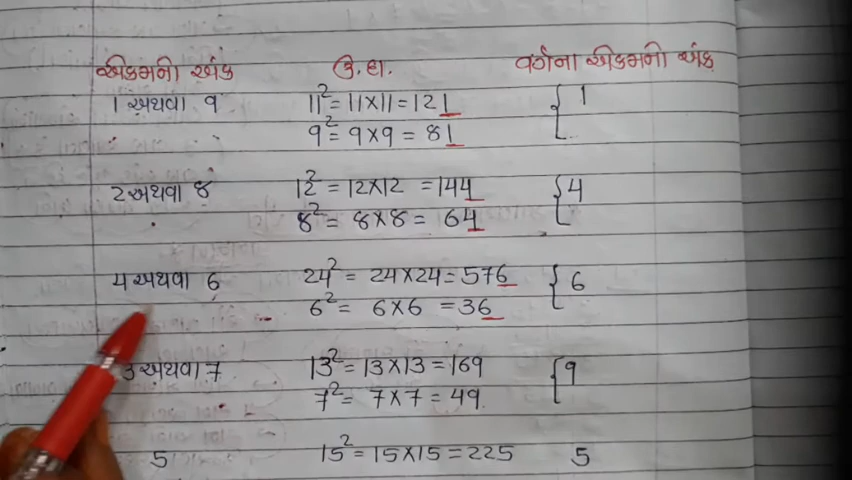 એકમનો અંક ઉ.દા. વર્ગના એકમનો અંક
1 અથવા 9 11² = 11×11 = 121 { 1
9² = 9×9 = 81
2 અથવા 8 12² = 12×12 = 144 { 4
8² = 8×8 = 64
4 અથવા 6 24² = 24×24 = 576 { 6
6² = 6×6 = 36
3 અથવા 7 13² = 13×13 = 169 { 9
7² = 7×7 = 49
5 15² = 15×15 = 225 5